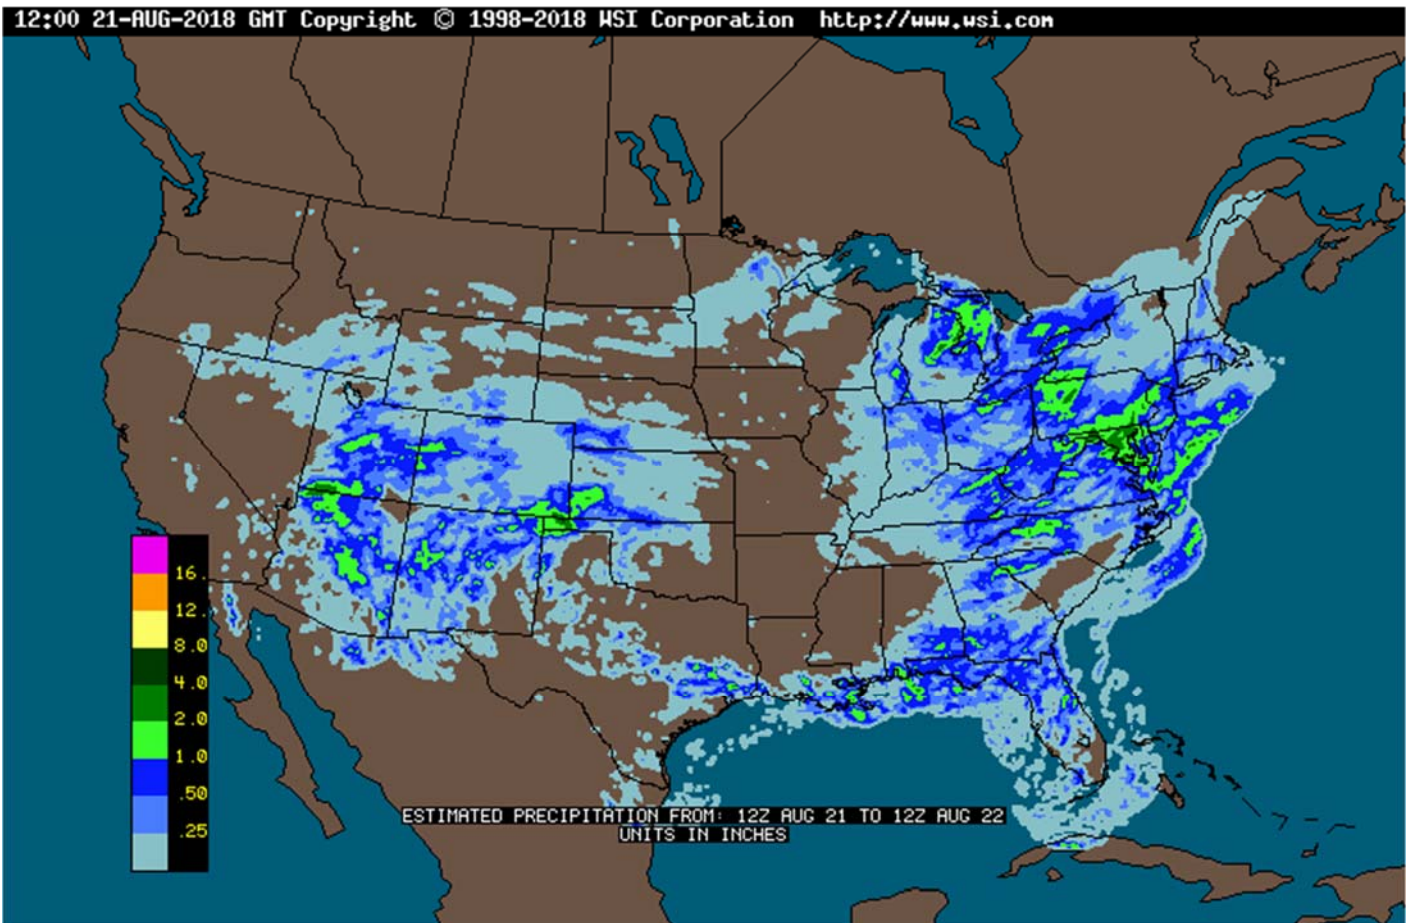 12:00 21-AUG-2018 GMT Copyright © 1998-2018 WSI Corporation http://www.wsi.com
16.
12.
8.0
4.0
2.0
1.0
.50
.25
ESTIMATED PRECIPITATION FROM: 12Z AUG 21 TO 12Z AUG 22
UNITS IN INCHES